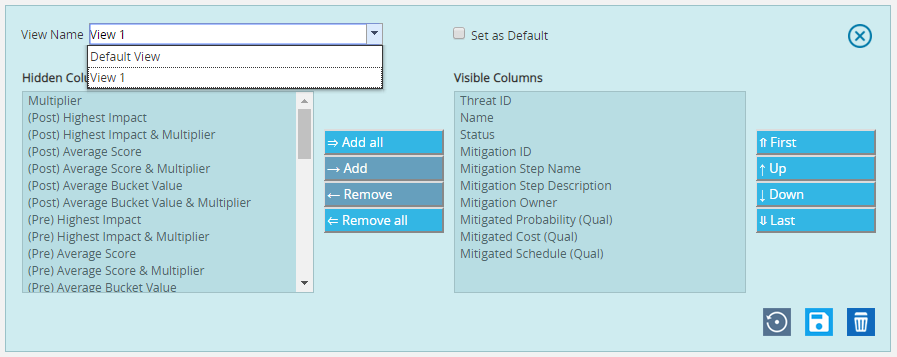 View Name View 1 Set as Default
Default View
View 1
Hidden Colu Visible Columns
Multiplier
(Post) Highest Impact
(Post) Highest Impact & Multiplier
(Post) Average Score
(Post) Average Score & Multiplier
(Post) Average Bucket Value
(Post) Average Bucket Value & Multiplier
(Pre) Highest Impact
(Pre) Highest Impact & Multiplier
(Pre) Average Score
(Pre) Average Score & Multiplier
(Pre) Average Bucket Value
⇒ Add all
→ Add
← Remove
⇐ Remove all
Threat ID
Name
Status
Mitigation ID
Mitigation Step Name
Mitigation Step Description
Mitigation Owner
Mitigated Probability (Qual)
Mitigated Cost (Qual)
Mitigated Schedule (Qual)
⇑ First
↑ Up
↓ Down
⇓ Last